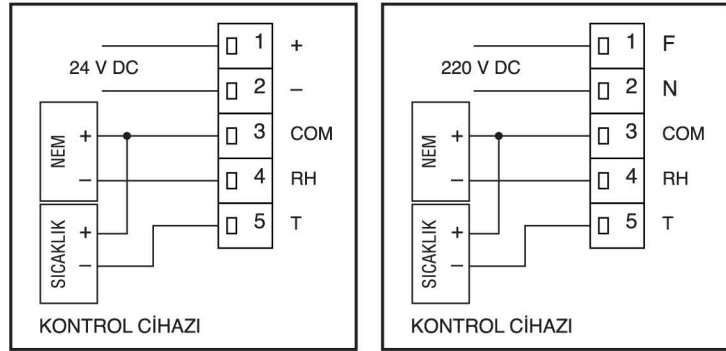 1 +
24 V DC
2 –
NEM + 3 COM
– 4 RH
SICAKLIK + 5 T
–
KONTROL CİHAZI
1 F
220 V DC
2 N
NEM + 3 COM
– 4 RH
SICAKLIK + 5 T
–
KONTROL CİHAZI